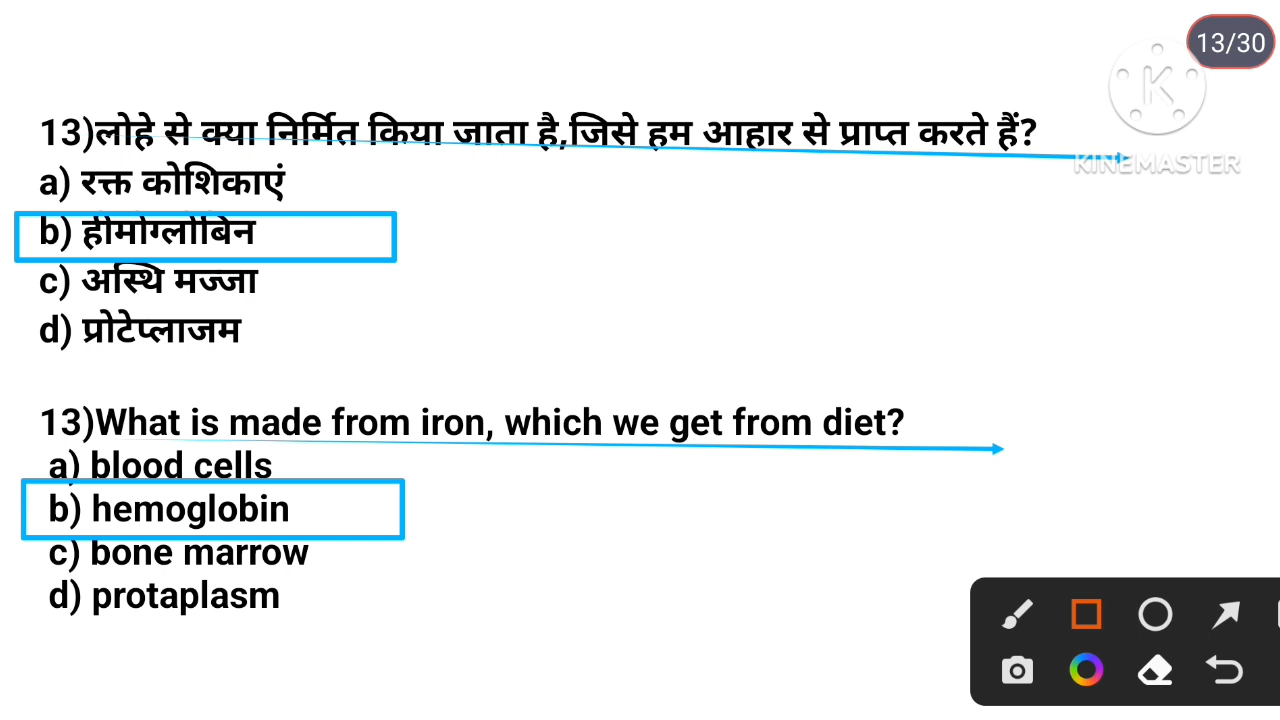 13/30
KINEMASTER
13)लोहे से क्या निर्मित किया जाता है,जिसे हम आहार से प्राप्त करते हैं?
a) रक्त कोशिकाएं
b) हीमोग्लोबिन
c) अस्थि मज्जा
d) प्रोटेप्लाजम
13)What is made from iron, which we get from diet?
a) blood cells
b) hemoglobin
c) bone marrow
d) protaplasm